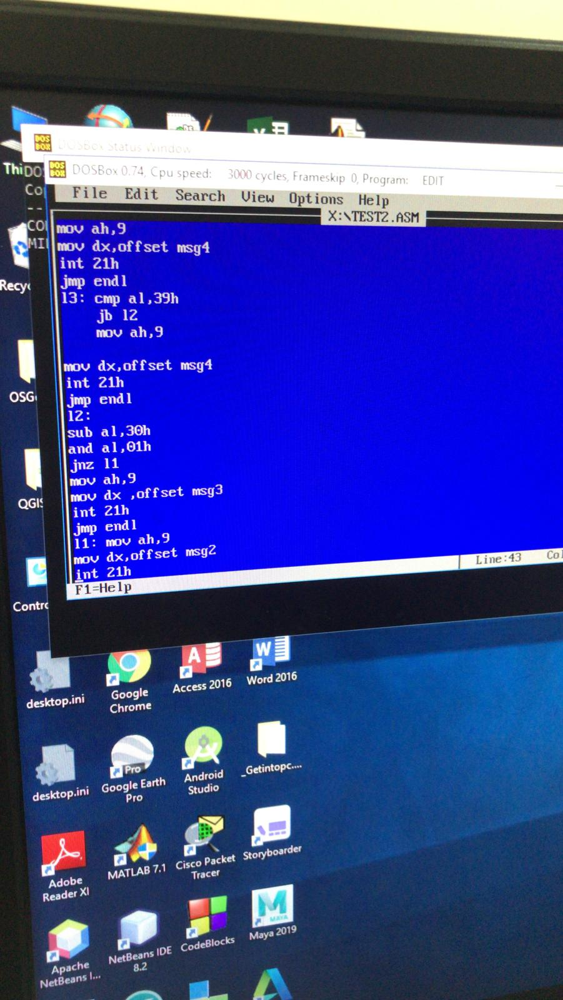 DOS
BOX
DOSBox Status Window
DOS
BOX
DOSBox 0.74, Cpu speed: 3000 cycles, Frameskip 0, Program: EDIT
File Edit Search View Options Help
X:\TEST2.ASM
mov ah,9
mov dx,offset msg4
int 21h
jmp endl
l3: cmp al,39h
jb l2
mov ah,9
mov dx,offset msg4
int 21h
jmp endl
l2:
sub al,30h
and al,01h
jnz l1
mov ah,9
mov dx ,offset msg3
int 21h
jmp endl
l1: mov ah,9
mov dx,offset msg2
int 21h
F1=Help
Line:43
Thi
Recyc
OSG
QGIS
Contro
desktop.ini
Google
Chrome
Access 2016
Word 2016
desktop.ini
Pro
Google Earth
Pro
Android
Studio
_Getintopc....
Adobe
Reader XI
MATLAB 7.1
Cisco Packet
Tracer
Storyboarder
Apache
NetBeans I...
NetBeans IDE
8.2
CodeBlocks
MAYA
Maya 2019